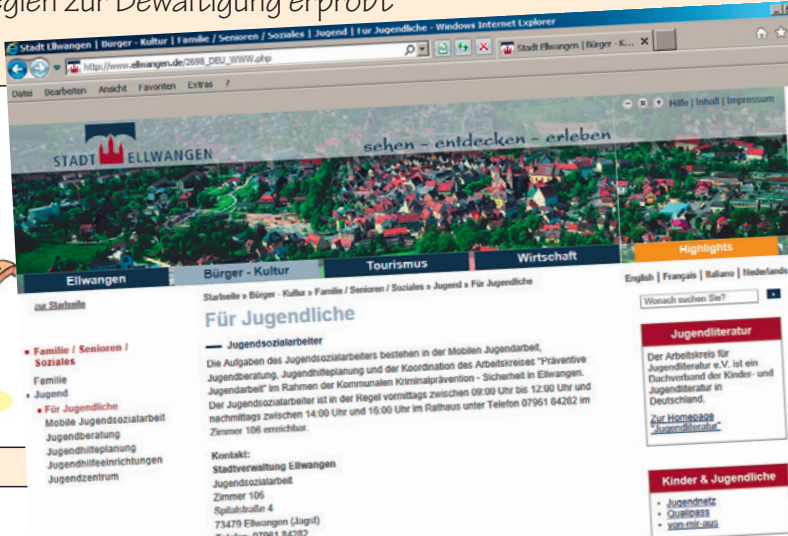 zur Bewältigung erprobt
Stadt Ellwangen | Bürger - Kultur | Familie / Senioren / Soziales | Jugend | Für Jugendliche - Windows Internet Explorer
http://www.ellwangen.de/2698_DEU_WWW.php
Stadt Ellwangen | Bürger - K...
Datei Bearbeiten Ansicht Favoriten Extras ?
Hilfe | Inhalt | Impressum
STADT ELLWANGEN
sehen – entdecken – erleben
Ellwangen
Bürger - Kultur
Tourismus
Wirtschaft
Highlights
zur Startseite
Startseite » Bürger - Kultur » Familie / Senioren / Soziales » Jugend » Für Jugendliche
English | Français | Italiano | Nederlands
Wonach suchen Sie?
Familie / Senioren /
Soziales
Familie
Jugend
Für Jugendliche
Mobile Jugendsozialarbeit
Jugendberatung
Jugendhilfeplanung
Jugendhilfeeinrichtungen
Jugendzentrum
Für Jugendliche
Jugendsozialarbeiter
Die Aufgaben des Jugendsozialarbeiters bestehen in der Mobilen Jugendarbeit,
Jugendberatung, Jugendhilfeplanung und der Koordination des Arbeitskreises "Präventive
Jugendarbeit" im Rahmen der Kommunalen Kriminalprävention - Sicherheit in Ellwangen.
Der Jugendsozialarbeiter ist in der Regel vormittags zwischen 09:00 Uhr bis 12:00 Uhr und
nachmittags zwischen 14:00 Uhr und 16:00 Uhr im Rathaus unter Telefon 07961 84282 im
Zimmer 106 erreichbar.
Kontakt:
Stadtverwaltung Ellwangen
Jugendsozialarbeit
Zimmer 106
Spitalstraße 4
73479 Ellwangen (Jagst)
Telefon: 07961 84282
Jugendliteratur
Der Arbeitskreis für
Jugendliteratur e.V. ist ein
Dachverband der Kinder- und
Jugendliteratur in
Deutschland.
Zur Homepage
"Jugendliteratur"
Kinder & Jugendliche
Jugendnetz
Qualipass
von-mir-aus